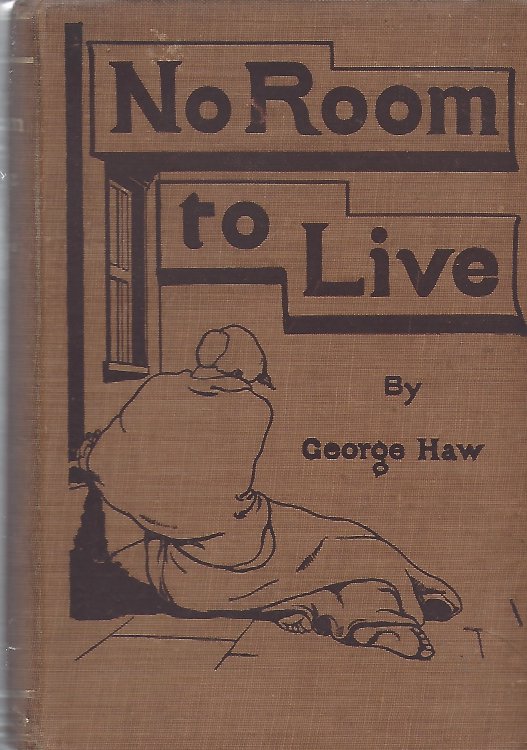 No Room
to Live
By
George Haw